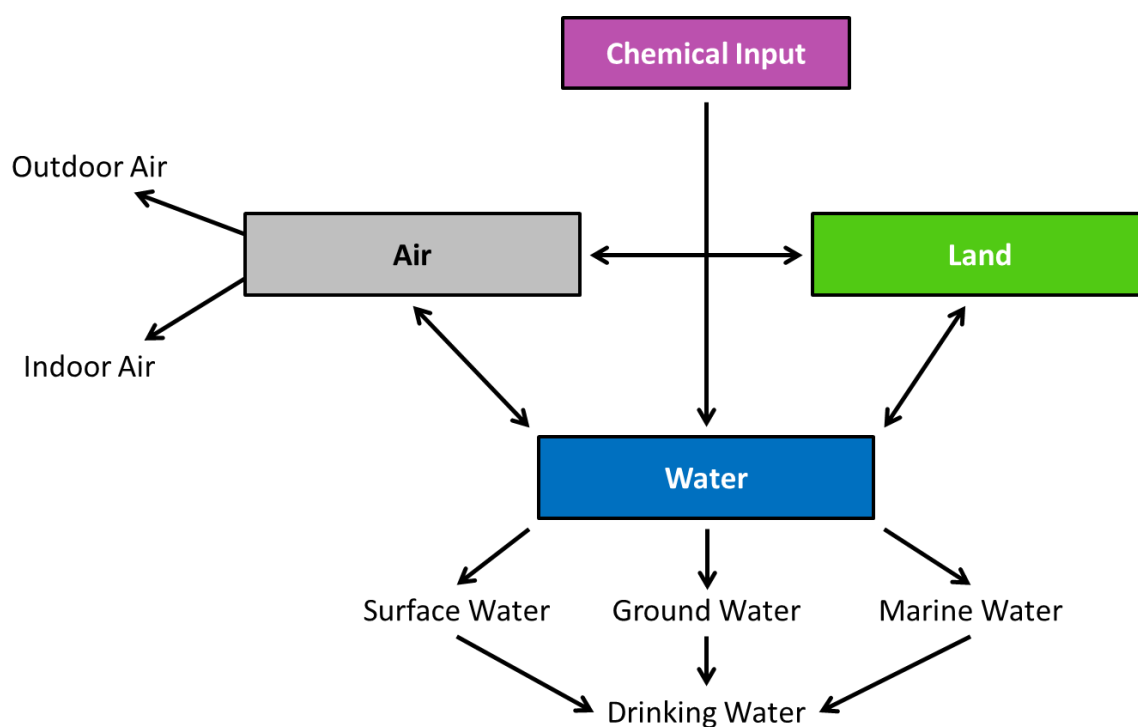 Chemical Input
Outdoor Air
Air
Land
Indoor Air
Water
Surface Water
Ground Water
Marine Water
Drinking Water